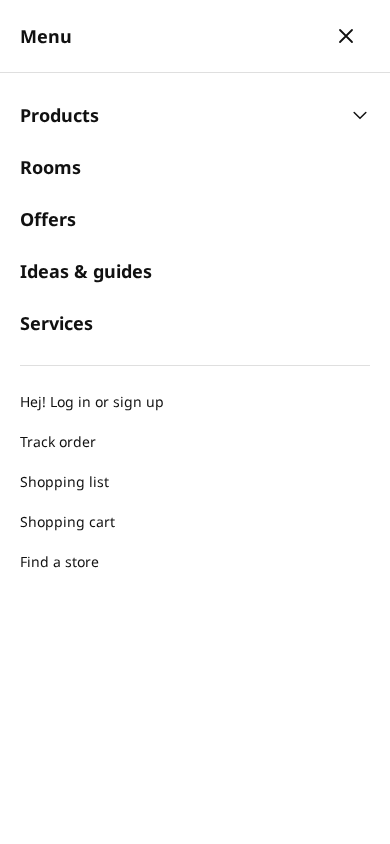 Menu
Products
Rooms
Offers
Ideas & guides
Services
Hej! Log in or sign up
Track order
Shopping list
Shopping cart
Find a store